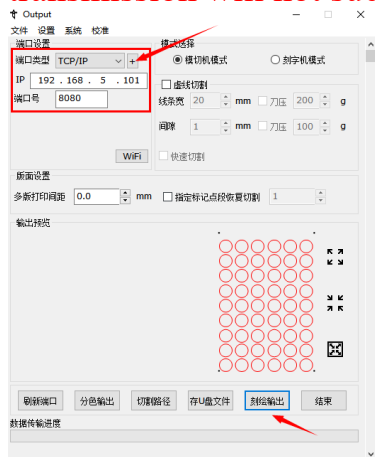 Output
文件 设置 系统 校准
端口设置
端口类型 TCP/IP +
IP 192 . 168 . 5 . 101
端口号 8080
WiFi
模式选择
模切机模式 刻字机模式
虚线切割
线条宽 20 mm 刀压 200 g
间隙 1 mm 刀压 100 g
快速切割
版面设置
多版打印间距 0.0 mm 指定标记点段恢复切割 1
输出预览
刷新端口 分色输出 切割路径 存U盘文件 刻绘输出 结束
数据传输进度